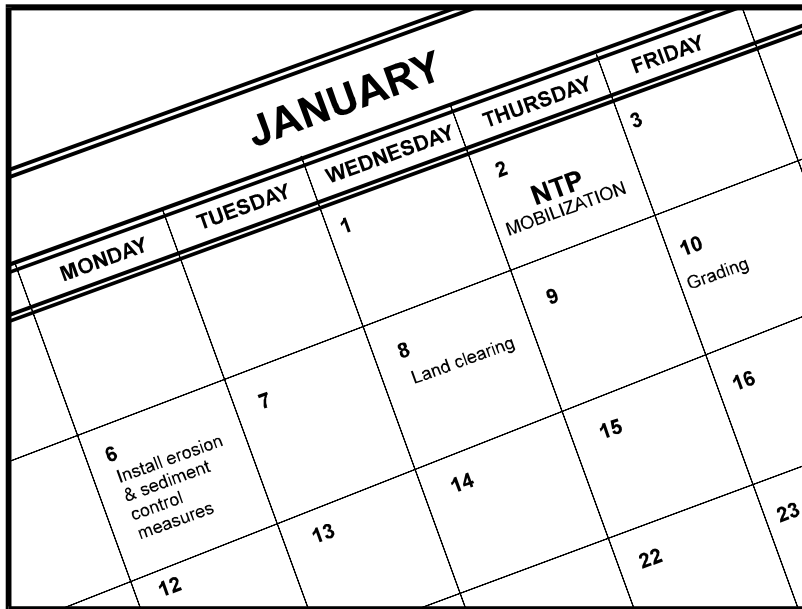 JANUARY
MONDAY TUESDAY WEDNESDAY THURSDAY FRIDAY
1
2
NTP
MOBILIZATION
3
6
Install erosion
& sediment
control
measures
7
8
Land clearing
9
10
Grading
12
13
14
15
16
22
23